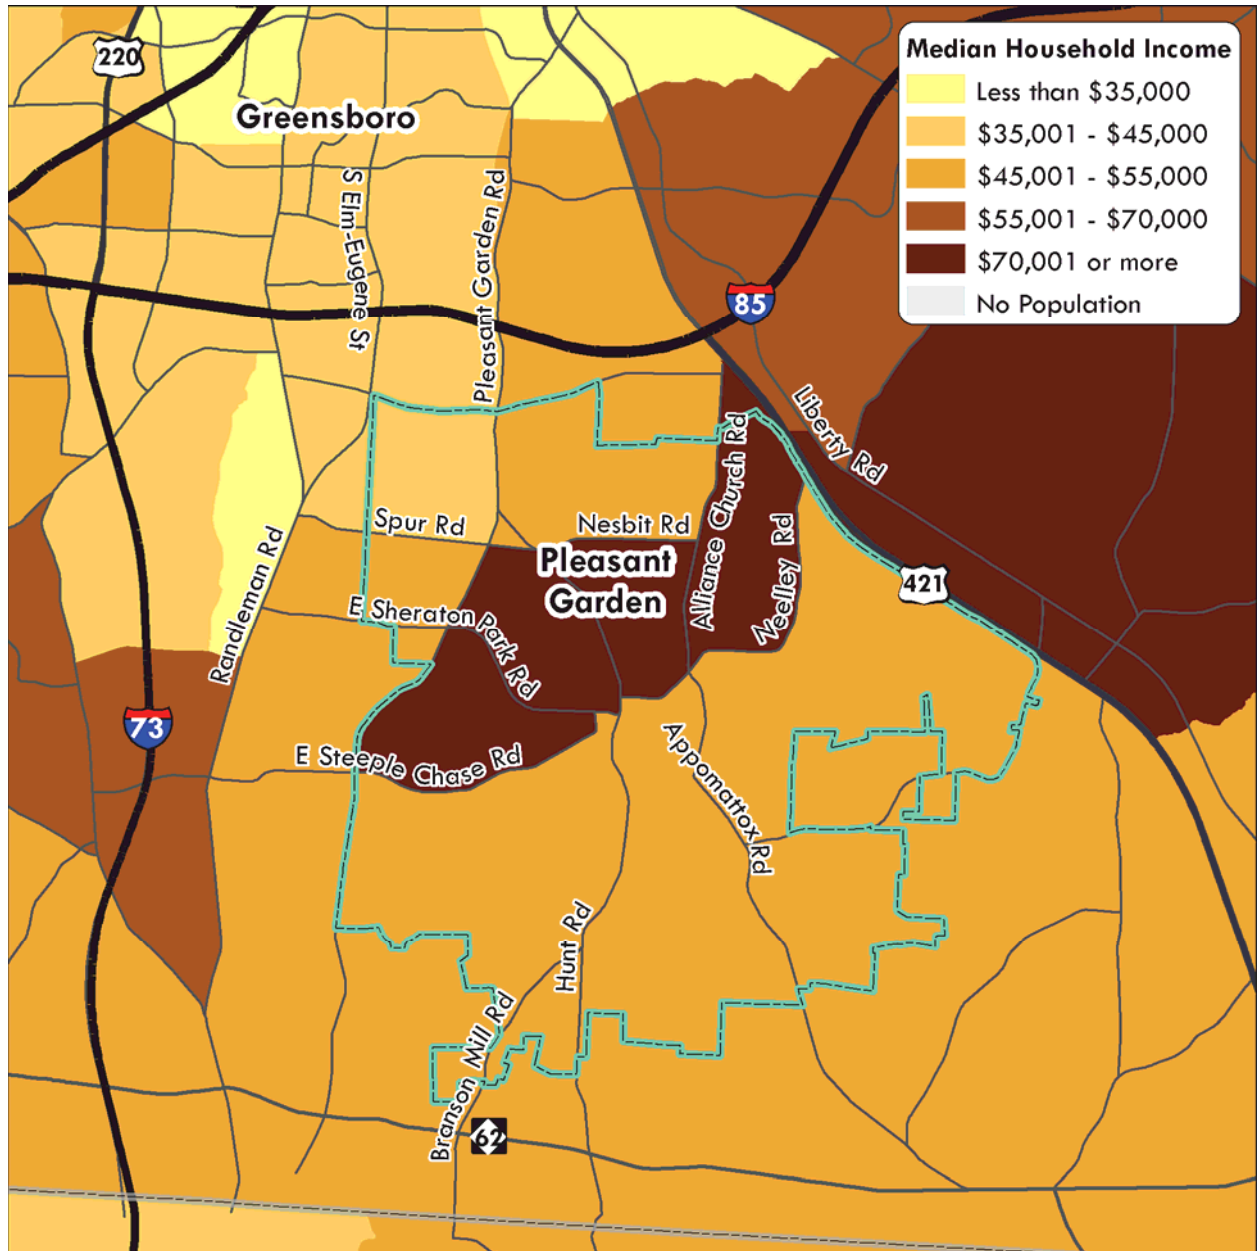 220
Greensboro
Median Household Income
Less than $35,000
$35,001 - $45,000
$45,001 - $55,000
$55,001 - $70,000
$70,001 or more
No Population
S Elm-Eugene St
Pleasant Garden Rd
85
Liberty Rd
Alliance Church Rd
Spur Rd
Nesbit Rd
Neelley Rd
Pleasant
Garden
421
Randleman Rd
E Sheraton Park Rd
73
E Steeple Chase Rd
Appomattox Rd
Hunt Rd
Branson Mill Rd
62